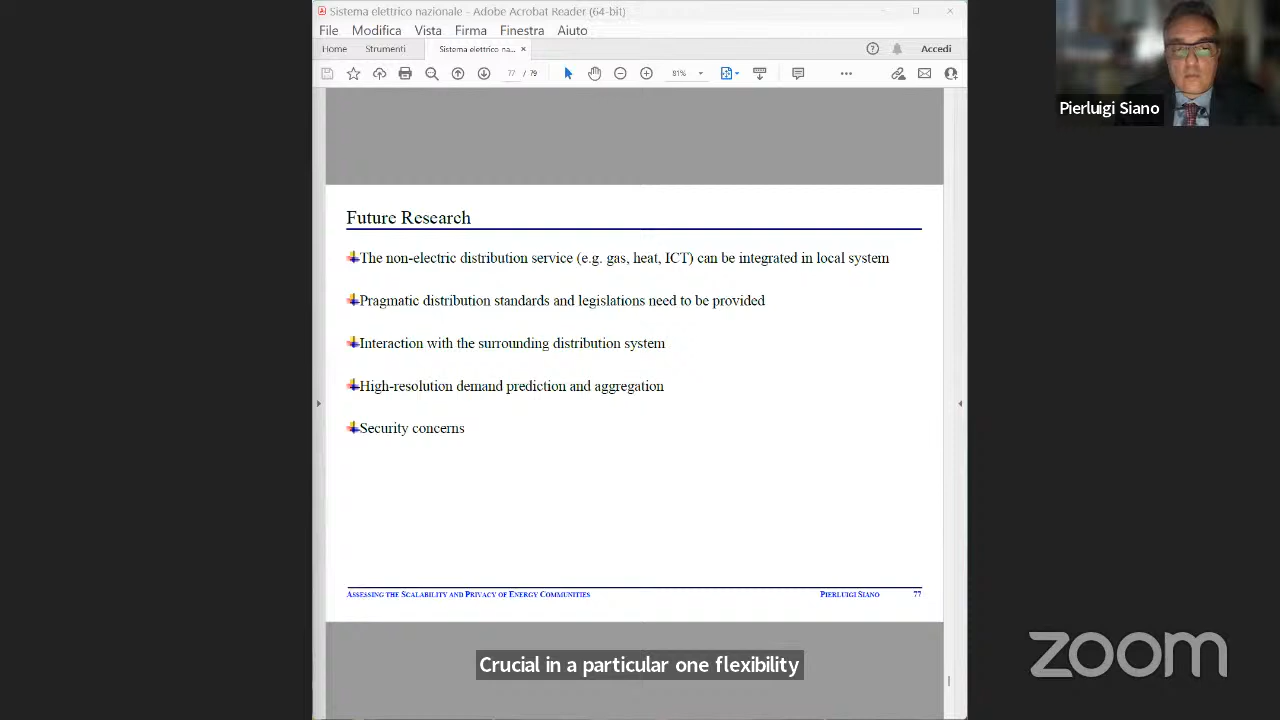 Sistema elettrico nazionale - Adobe Acrobat Reader (64-bit)
File Modifica Vista Firma Finestra Aiuto
Home Strumenti Sistema elettrico na... × Accedi
77 / 79 81%
Pierluigi Siano
Future Research
The non-electric distribution service (e.g. gas, heat, ICT) can be integrated in local system
Pragmatic distribution standards and legislations need to be provided
Interaction with the surrounding distribution system
High-resolution demand prediction and aggregation
Security concerns
ASSESSING THE SCALABILITY AND PRIVACY OF ENERGY COMMUNITIES PIERLUIGI SIANO 77
Crucial in a particular one flexibility
zoom